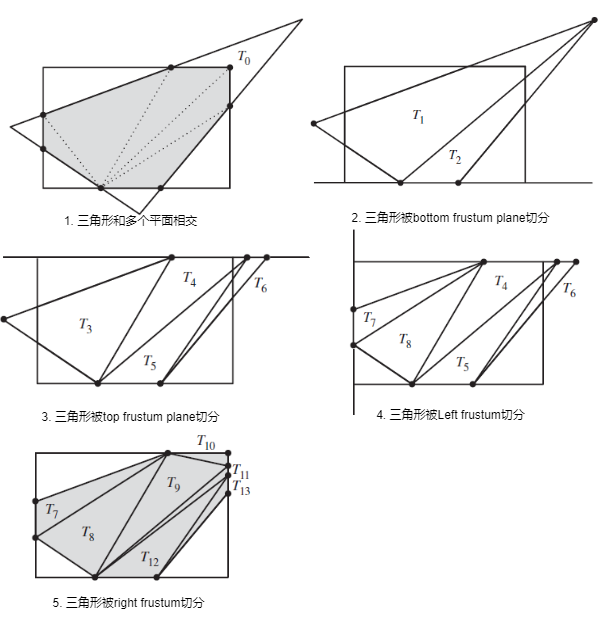 T0
1. 三角形和多个平面相交
T1
T2
2. 三角形被bottom frustum plane切分
T3
T4
T5
T6
3. 三角形被top frustum plane切分
T4
T6
T7
T8
T5
4. 三角形被Left frustum切分
T10
T11
T13
T9
T7
T8
T12
5. 三角形被right frustum切分